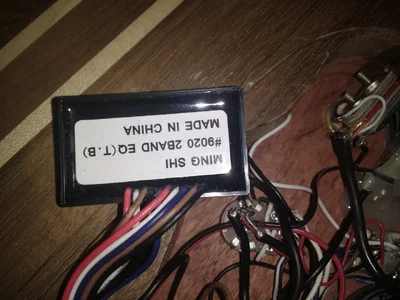 MING SHI
#9020 2BAND EQ(T.B)
MADE IN CHINA